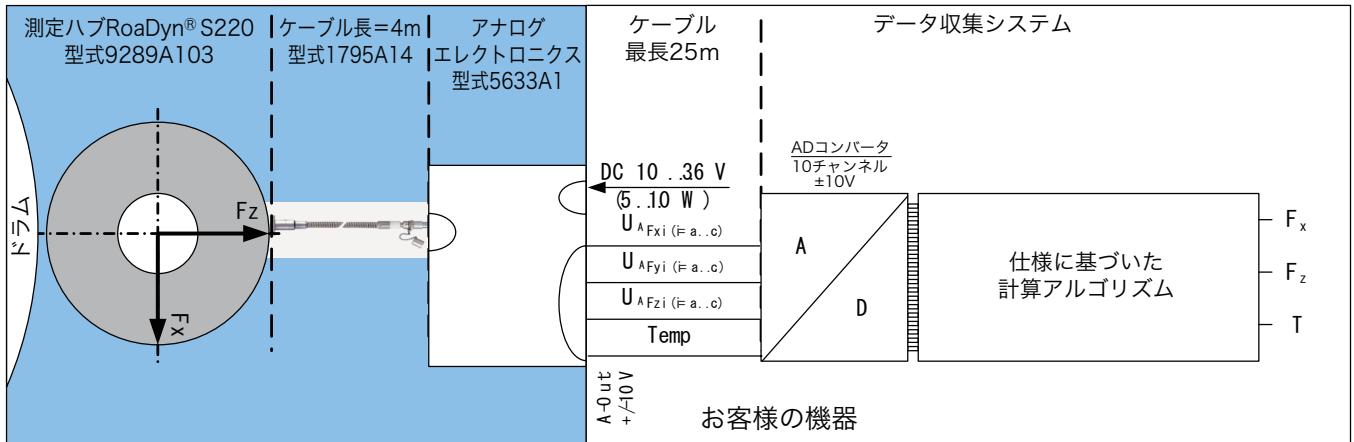 測定ハブRoaDyn® S220
型式9289A103
ケーブル長=4m
型式1795A14
アナログ
エレクトロニクス
型式5633A1
ケーブル
最長25m
データ収集システム
ドラム
Fz
Fx
DC 10 ..36 V
(5..10 W)
UAFxi (i=a..c)
UAFyi (i=a..c)
UAFzi (i=a..c)
Temp
A-Out
+/-10V
ADコンバータ
10チャンネル
±10V
A
D
仕様に基づいた
計算アルゴリズム
Fx
Fz
T
お客様の機器